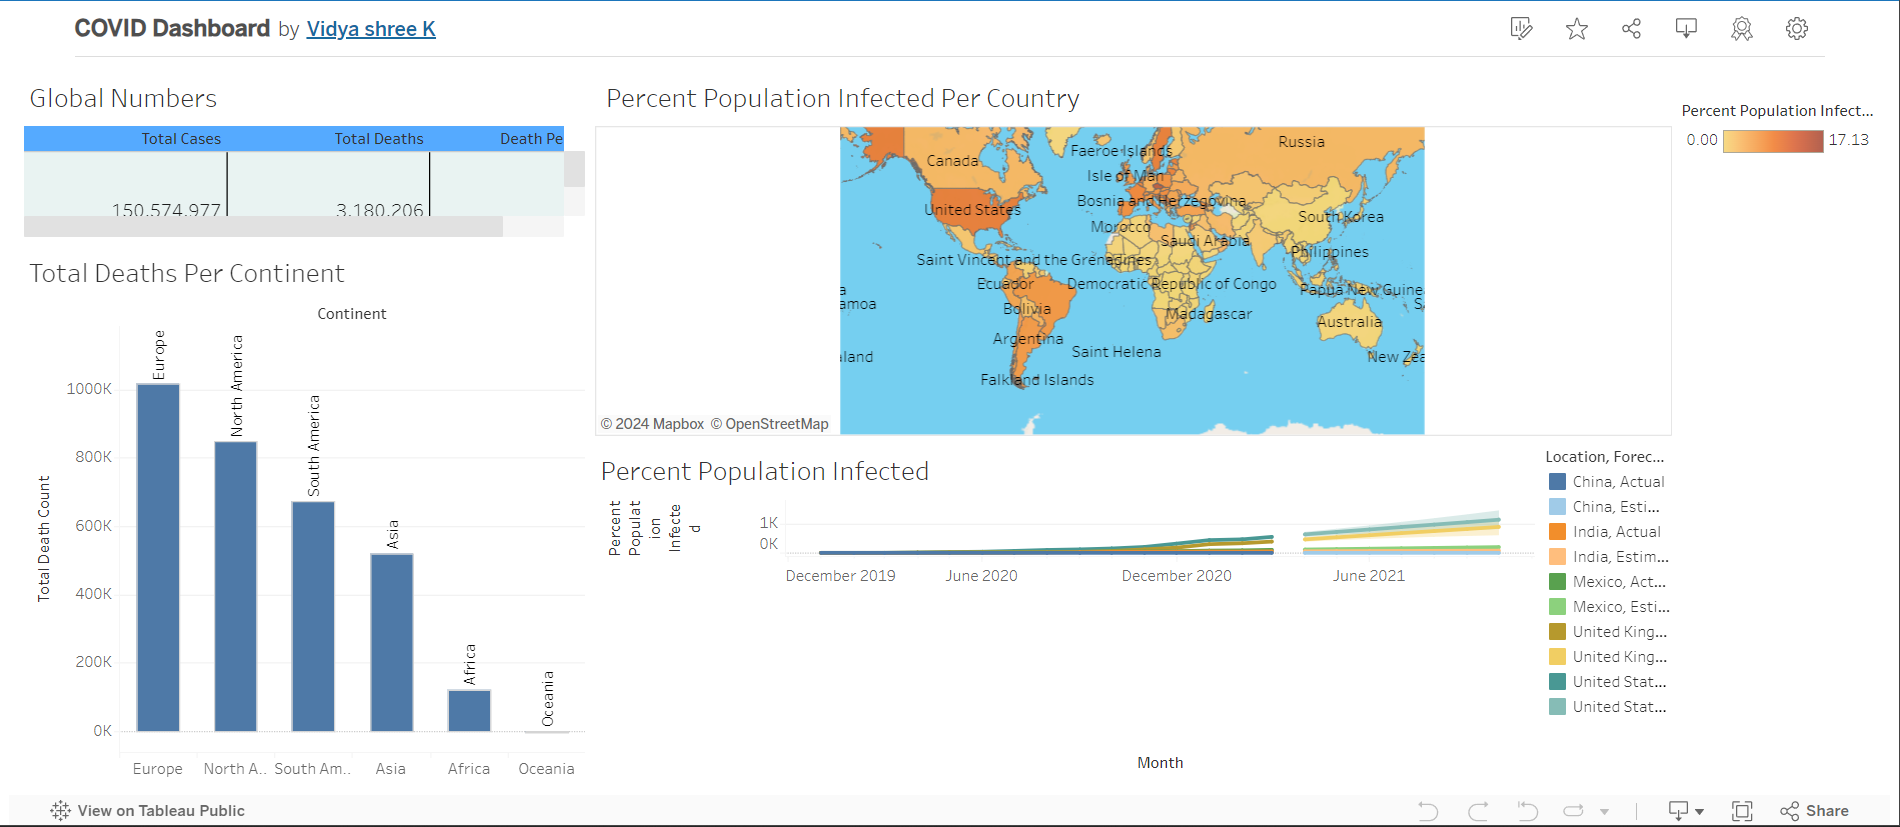 COVID Dashboard by Vidya shree K
Global Numbers
Total Cases Total Deaths Death Pe
150,574,977 3,180,206
Total Deaths Per Continent
Continent
Total Death Count
1000K
800K
600K
400K
200K
0K
Europe
North America
South America
Asia
Africa
Oceania
Europe North A.. South Am.. Asia Africa Oceania
Percent Population Infected Per Country
Russia
Canada
Faeroe Islands
Isle of Man
United States
Bosnia and Herzegovina
South Korea
Morocco
Saudi Arabia
Philippines
Saint Vincent and the Grenadines
Ecuador
Democratic Republic of Congo
Papua New Guine
amoa
Bolivia
Madagascar
Australia
Argentina
Saint Helena
land
New Zea
Falkland Islands
© 2024 Mapbox © OpenStreetMap
Percent Population Infect...
0.00 17.13
Percent Population Infected
Percent
Populat
ion
Infecte
d
1K
0K
December 2019 June 2020 December 2020 June 2021
Month
Location, Forec...
China, Actual
China, Esti...
India, Actual
India, Estim...
Mexico, Act...
Mexico, Esti...
United King...
United King...
United Stat...
United Stat...
View on Tableau Public
Share